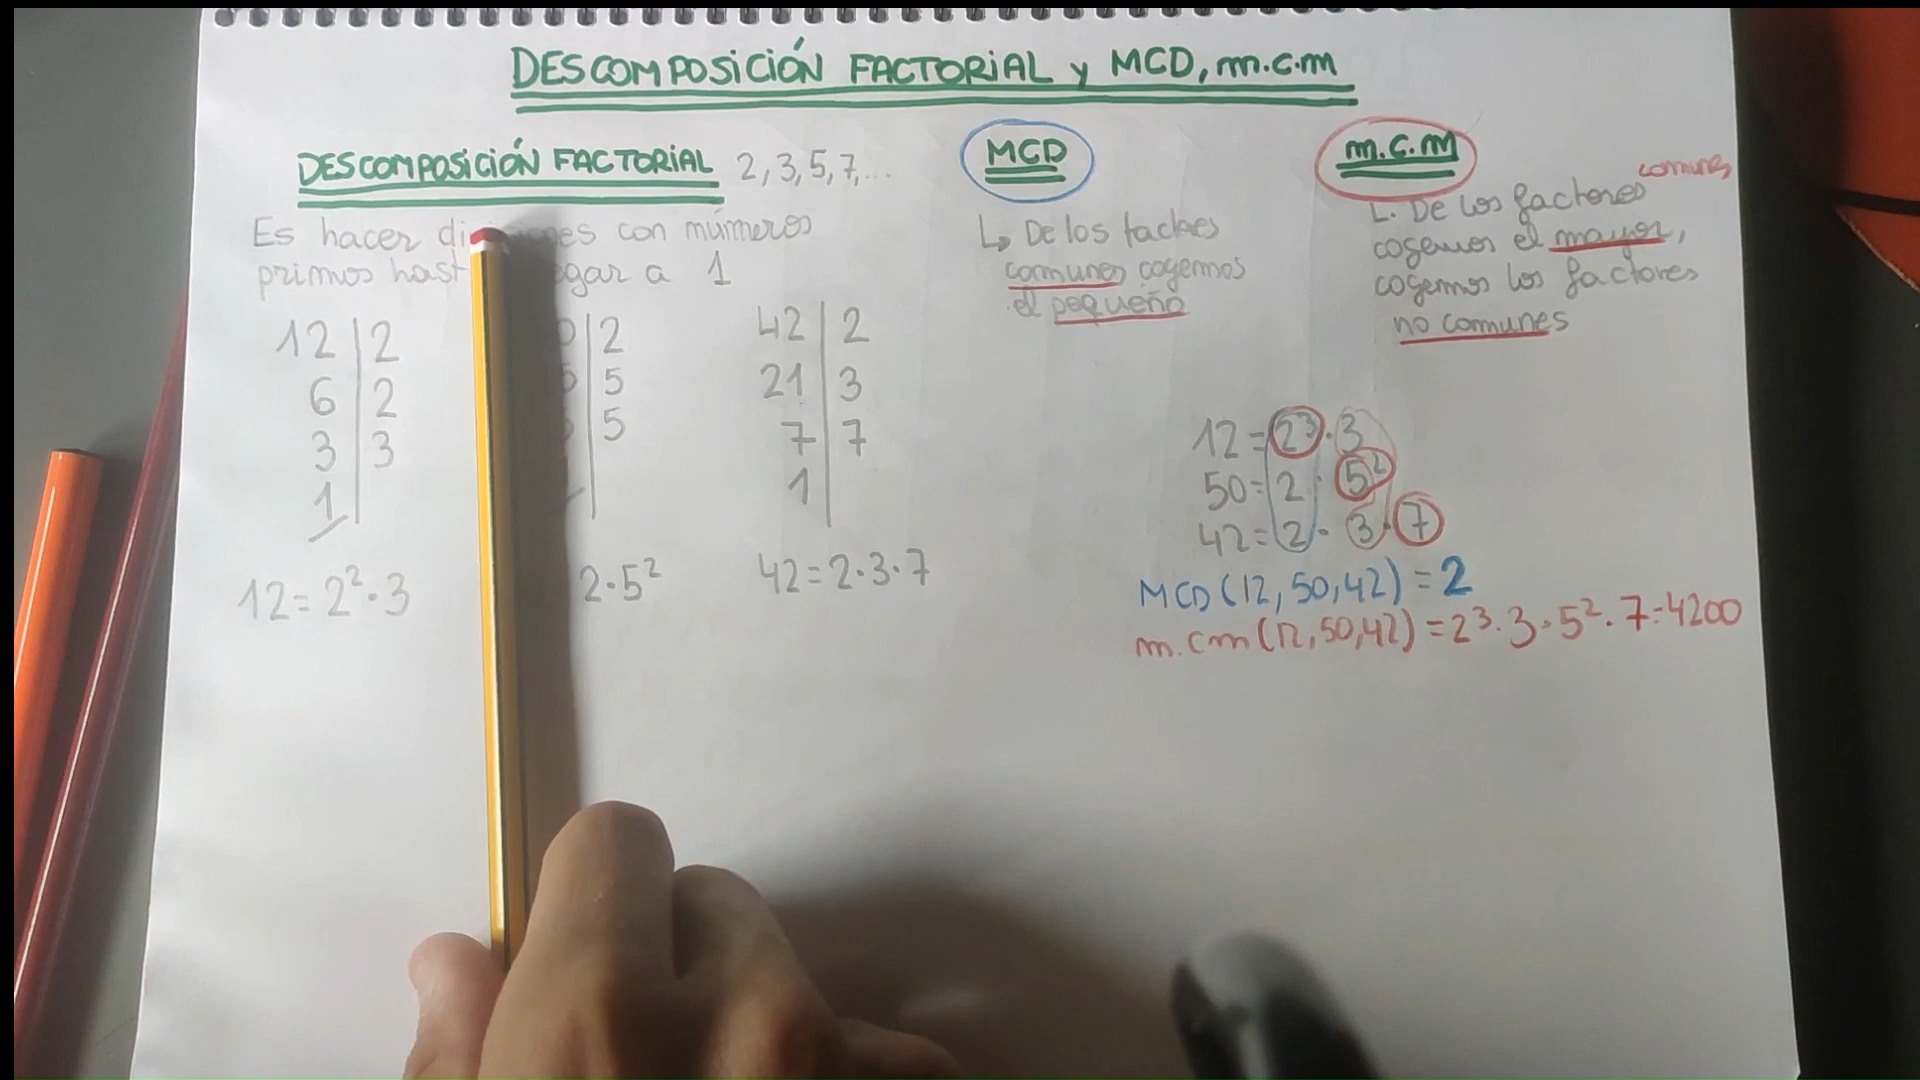 DESCOMPOSICIÓN FACTORIAL y MCD, m.c.m
DESCOMPOSICIÓN FACTORIAL 2, 3, 5, 7, ...
Es hacer con números
primos a 1
12 | 2
6 | 2
3 | 3
1
0 | 2
5 | 5
5 | 5
42 | 2
21 | 3
7 | 7
1
12 = 2² · 3
2 · 5²
42 = 2 · 3 · 7
MCD
↳ De los factores
comunes cogemos
el pequeño
m.c.m
comunes
L. De los factores
cogemos el mayor,
cogemos los factores
no comunes
12 = 2³ · 3
50 = 2 · 5²
42 = 2 · 3 · 7
MCD (12, 50, 42) = 2
m.cm (12, 50, 42) = 2³ · 3 · 5² · 7 = 4200